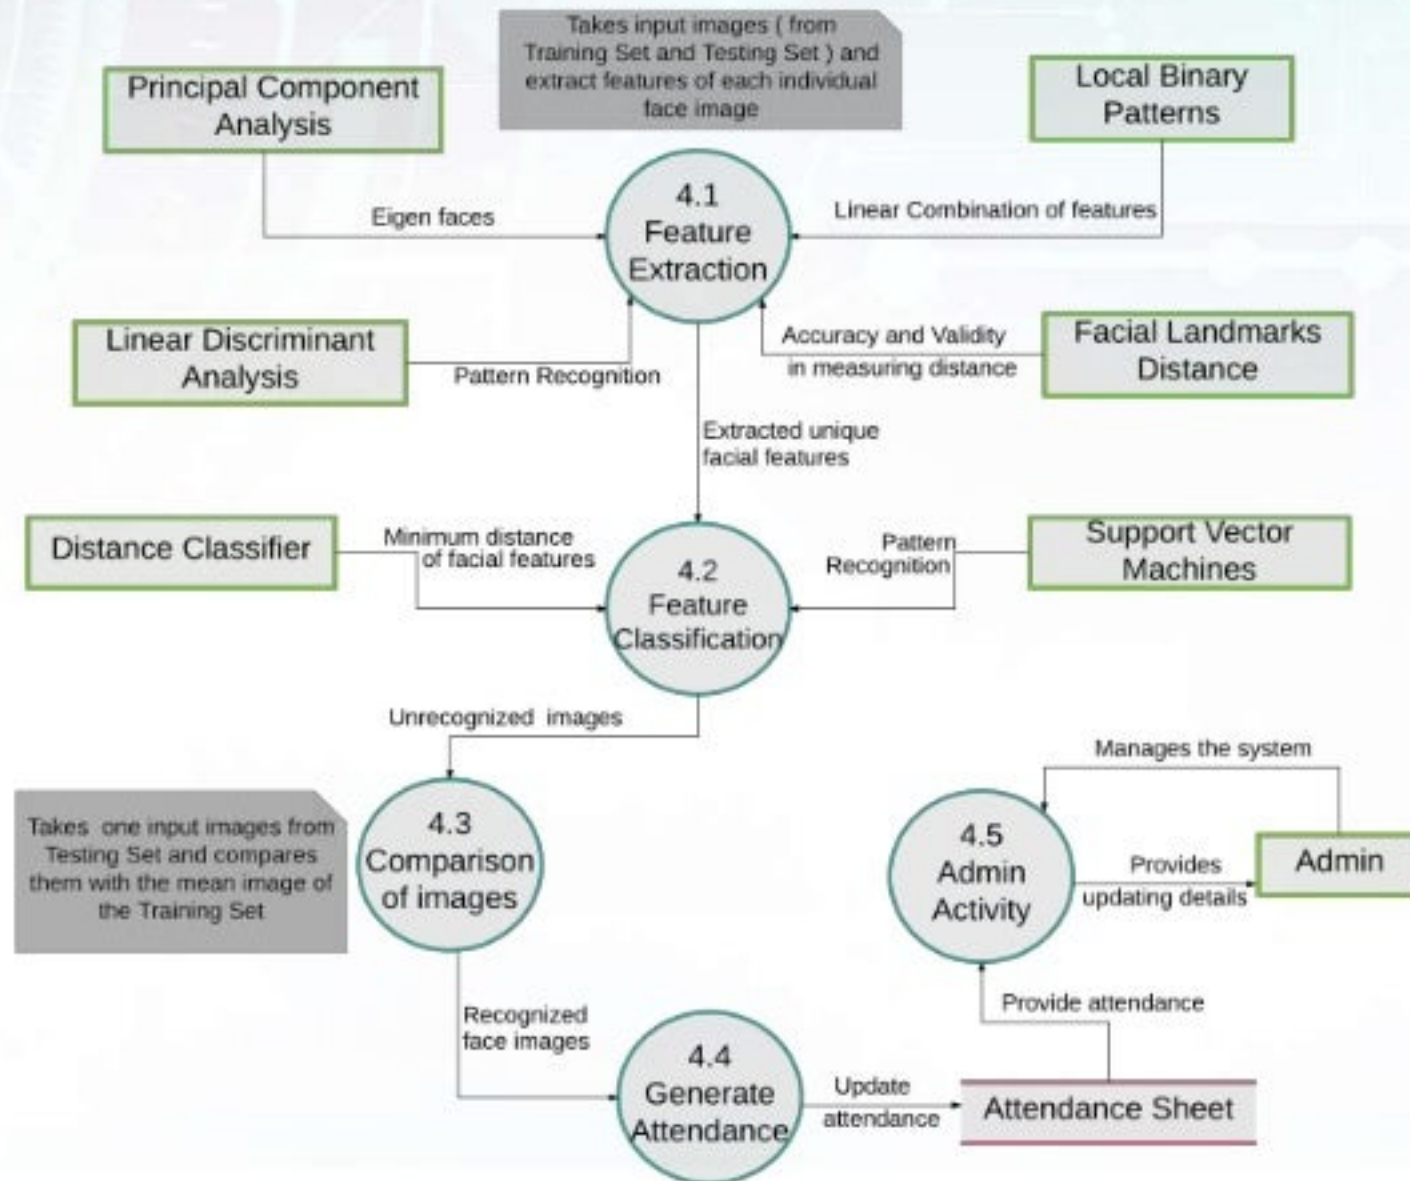 Takes input images ( from
Training Set and Testing Set ) and
extract features of each individual
face image
Principal Component
Analysis
Local Binary
Patterns
4.1
Feature
Extraction
Eigen faces
Linear Combination of features
Linear Discriminant
Analysis
Pattern Recognition
Accuracy and Validity
in measuring distance
Facial Landmarks
Distance
Extracted unique
facial features
Distance Classifier
Minimum distance
of facial features
4.2
Feature
Classification
Pattern
Recognition
Support Vector
Machines
Unrecognized images
Takes one input images from
Testing Set and compares
them with the mean image of
the Training Set
4.3
Comparison
of images
Manages the system
4.5
Admin
Activity
Provides
updating details
Admin
Recognized
face images
Provide attendance
4.4
Generate
Attendance
Update
attendance
Attendance Sheet